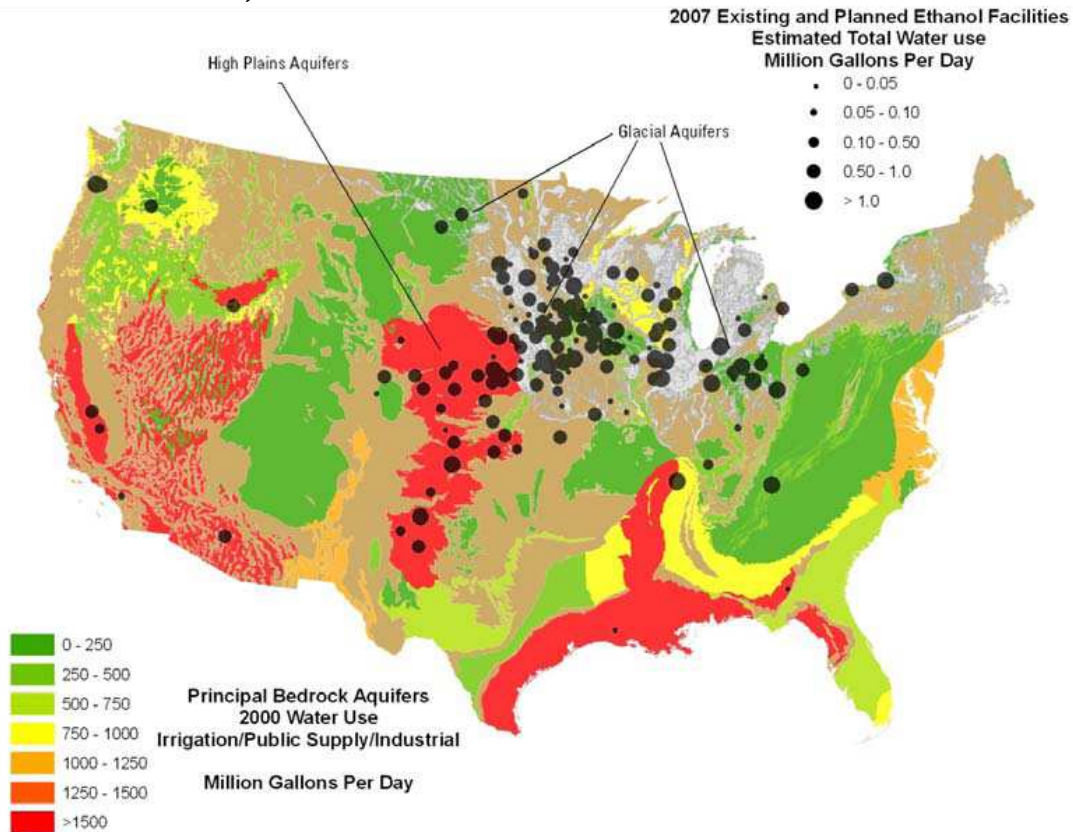 2007 Existing and Planned Ethanol Facilities
Estimated Total Water use
Million Gallons Per Day
0 - 0.05
0.05 - 0.10
0.10 - 0.50
0.50 - 1.0
> 1.0
High Plains Aquifers
Glacial Aquifers
0 - 250
250 - 500
500 - 750
750 - 1000
1000 - 1250
1250 - 1500
>1500
Principal Bedrock Aquifers
2000 Water Use
Irrigation/Public Supply/Industrial
Million Gallons Per Day